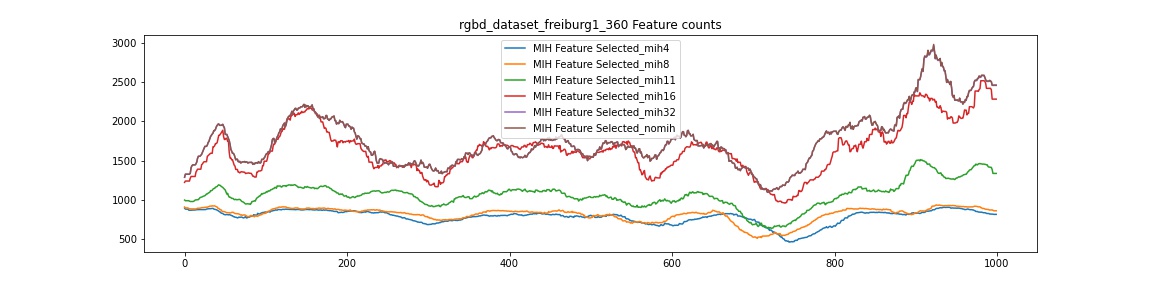 rgbd_dataset_freiburg1_360 Feature counts
MIH Feature Selected_mih4
MIH Feature Selected_mih8
MIH Feature Selected_mih11
MIH Feature Selected_mih16
MIH Feature Selected_mih32
MIH Feature Selected_nomih
3000
2500
2000
1500
1000
500
0 200 400 600 800 1000